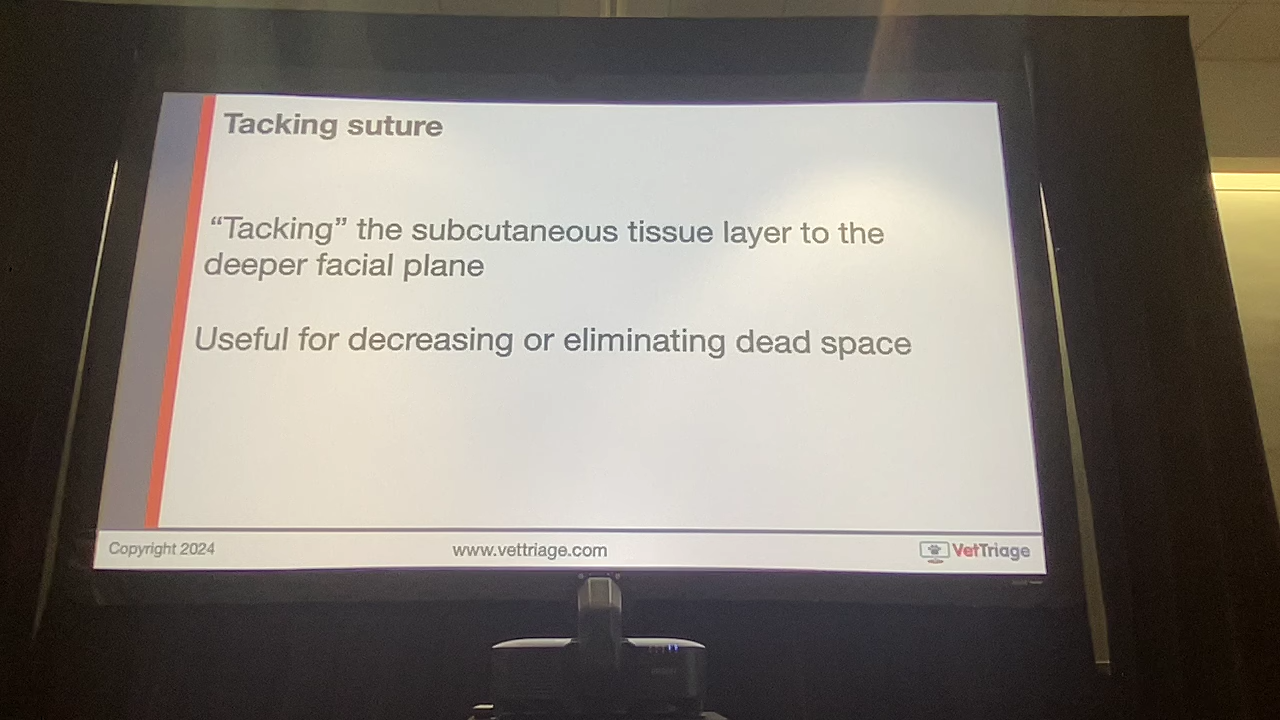 Tacking suture
“Tacking” the subcutaneous tissue layer to the
deeper facial plane
Useful for decreasing or eliminating dead space
Copyright 2024
www.vettriage.com
VetTriage